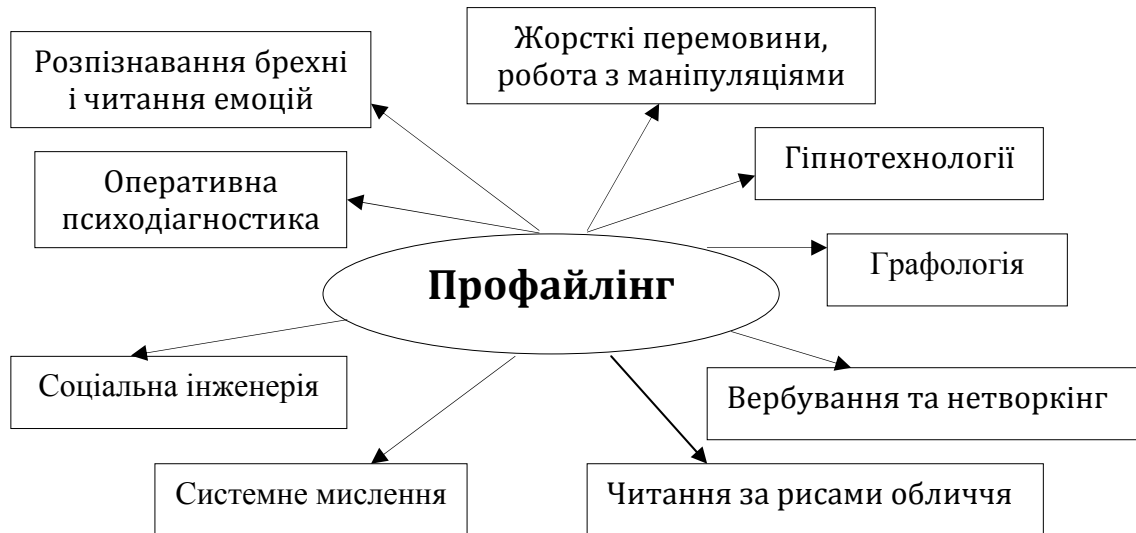 Розпізнавання брехні
і читання емоцій
Жорсткі перемовини,
робота з маніпуляціями
Оперативна
психодіагностика
Гіпнотехнології
Профайлінг
Графологія
Соціальна інженерія
Вербування та нетворкінг
Системне мислення
Читання за рисами обличчя